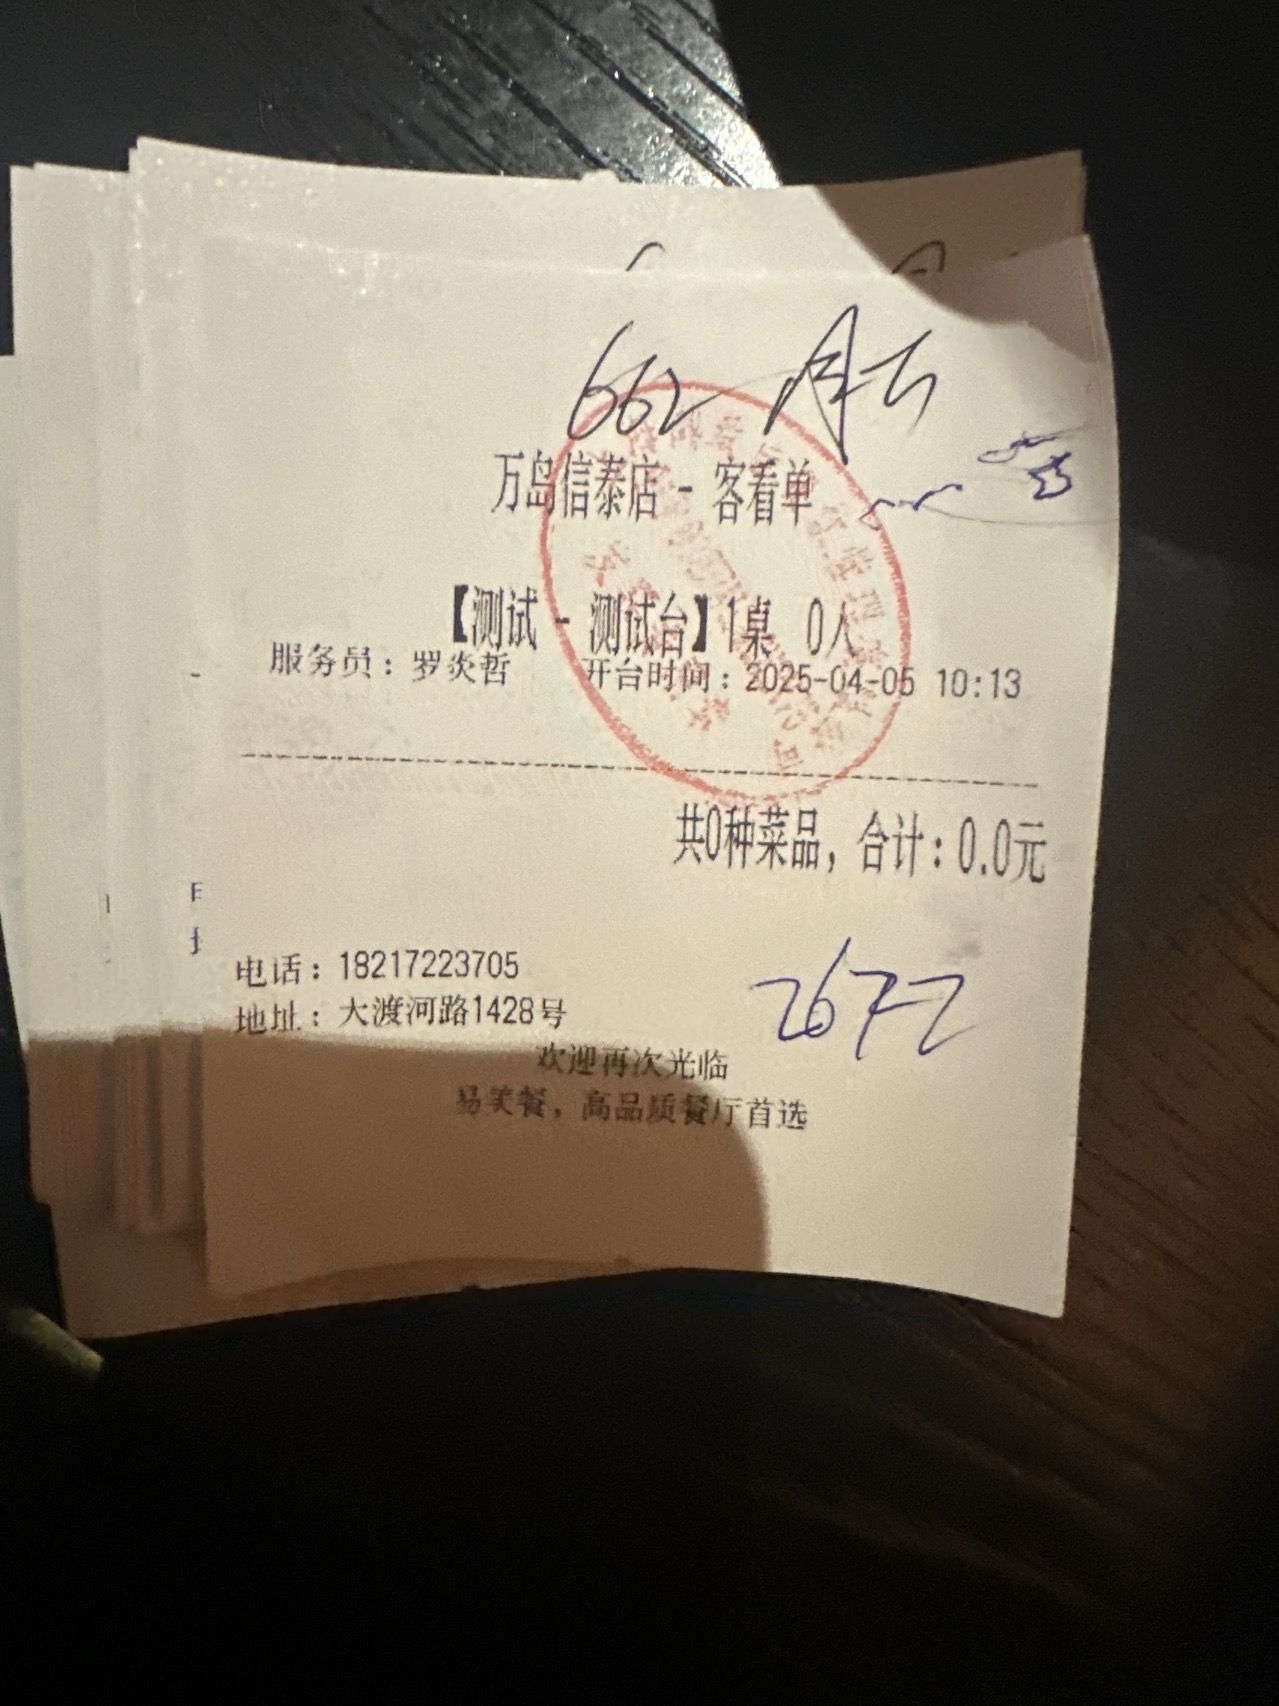 662
万岛信泰店 - 客看单
【测试 - 测试台】1桌 0人
服务员：罗炎哲 开台时间：2025-04-05 10:13
共0种菜品，合计：0.0元
2672
电话：18217223705
地址：大渡河路1428号
欢迎再次光临
易美餐，高品质餐厅首选